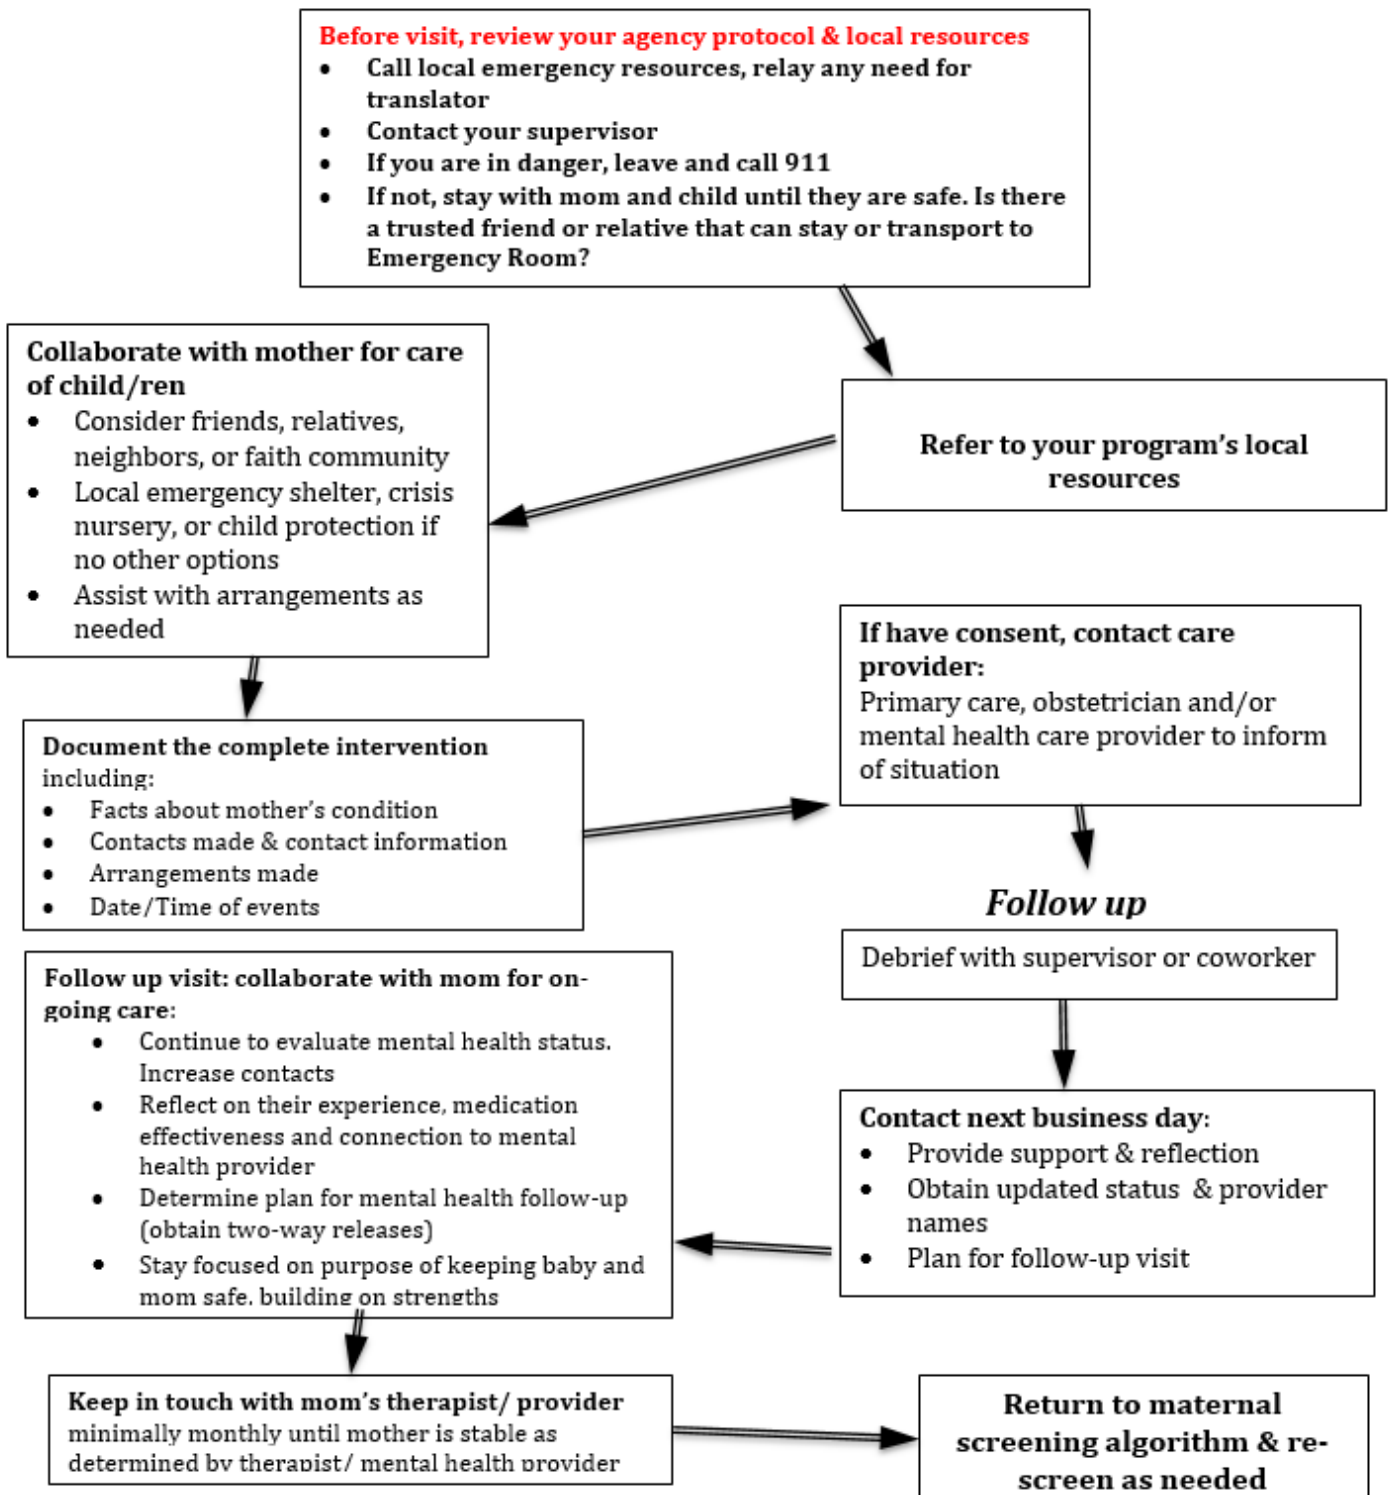 Before visit, review your agency protocol & local resources
• Call local emergency resources, relay any need for
translator
• Contact your supervisor
• If you are in danger, leave and call 911
• If not, stay with mom and child until they are safe. Is there
a trusted friend or relative that can stay or transport to
Emergency Room?
Refer to your program's local
resources
Collaborate with mother for care
of child/ren
• Consider friends, relatives,
neighbors, or faith community
• Local emergency shelter, crisis
nursery, or child protection if
no other options
• Assist with arrangements as
needed
Document the complete intervention
including:
• Facts about mother's condition
• Contacts made & contact information
• Arrangements made
• Date/Time of events
If have consent, contact care
provider:
Primary care, obstetrician and/or
mental health care provider to inform
of situation
Follow up
Debrief with supervisor or coworker
Contact next business day:
• Provide support & reflection
• Obtain updated status & provider
names
• Plan for follow-up visit
Follow up visit: collaborate with mom for on-
going care:
• Continue to evaluate mental health status.
Increase contacts
• Reflect on their experience, medication
effectiveness and connection to mental
health provider
• Determine plan for mental health follow-up
(obtain two-way releases)
• Stay focused on purpose of keeping baby and
mom safe, building on strengths
Keep in touch with mom's therapist/ provider
minimally monthly until mother is stable as
determined by therapist/ mental health provider
Return to maternal
screening algorithm & re-
screen as needed